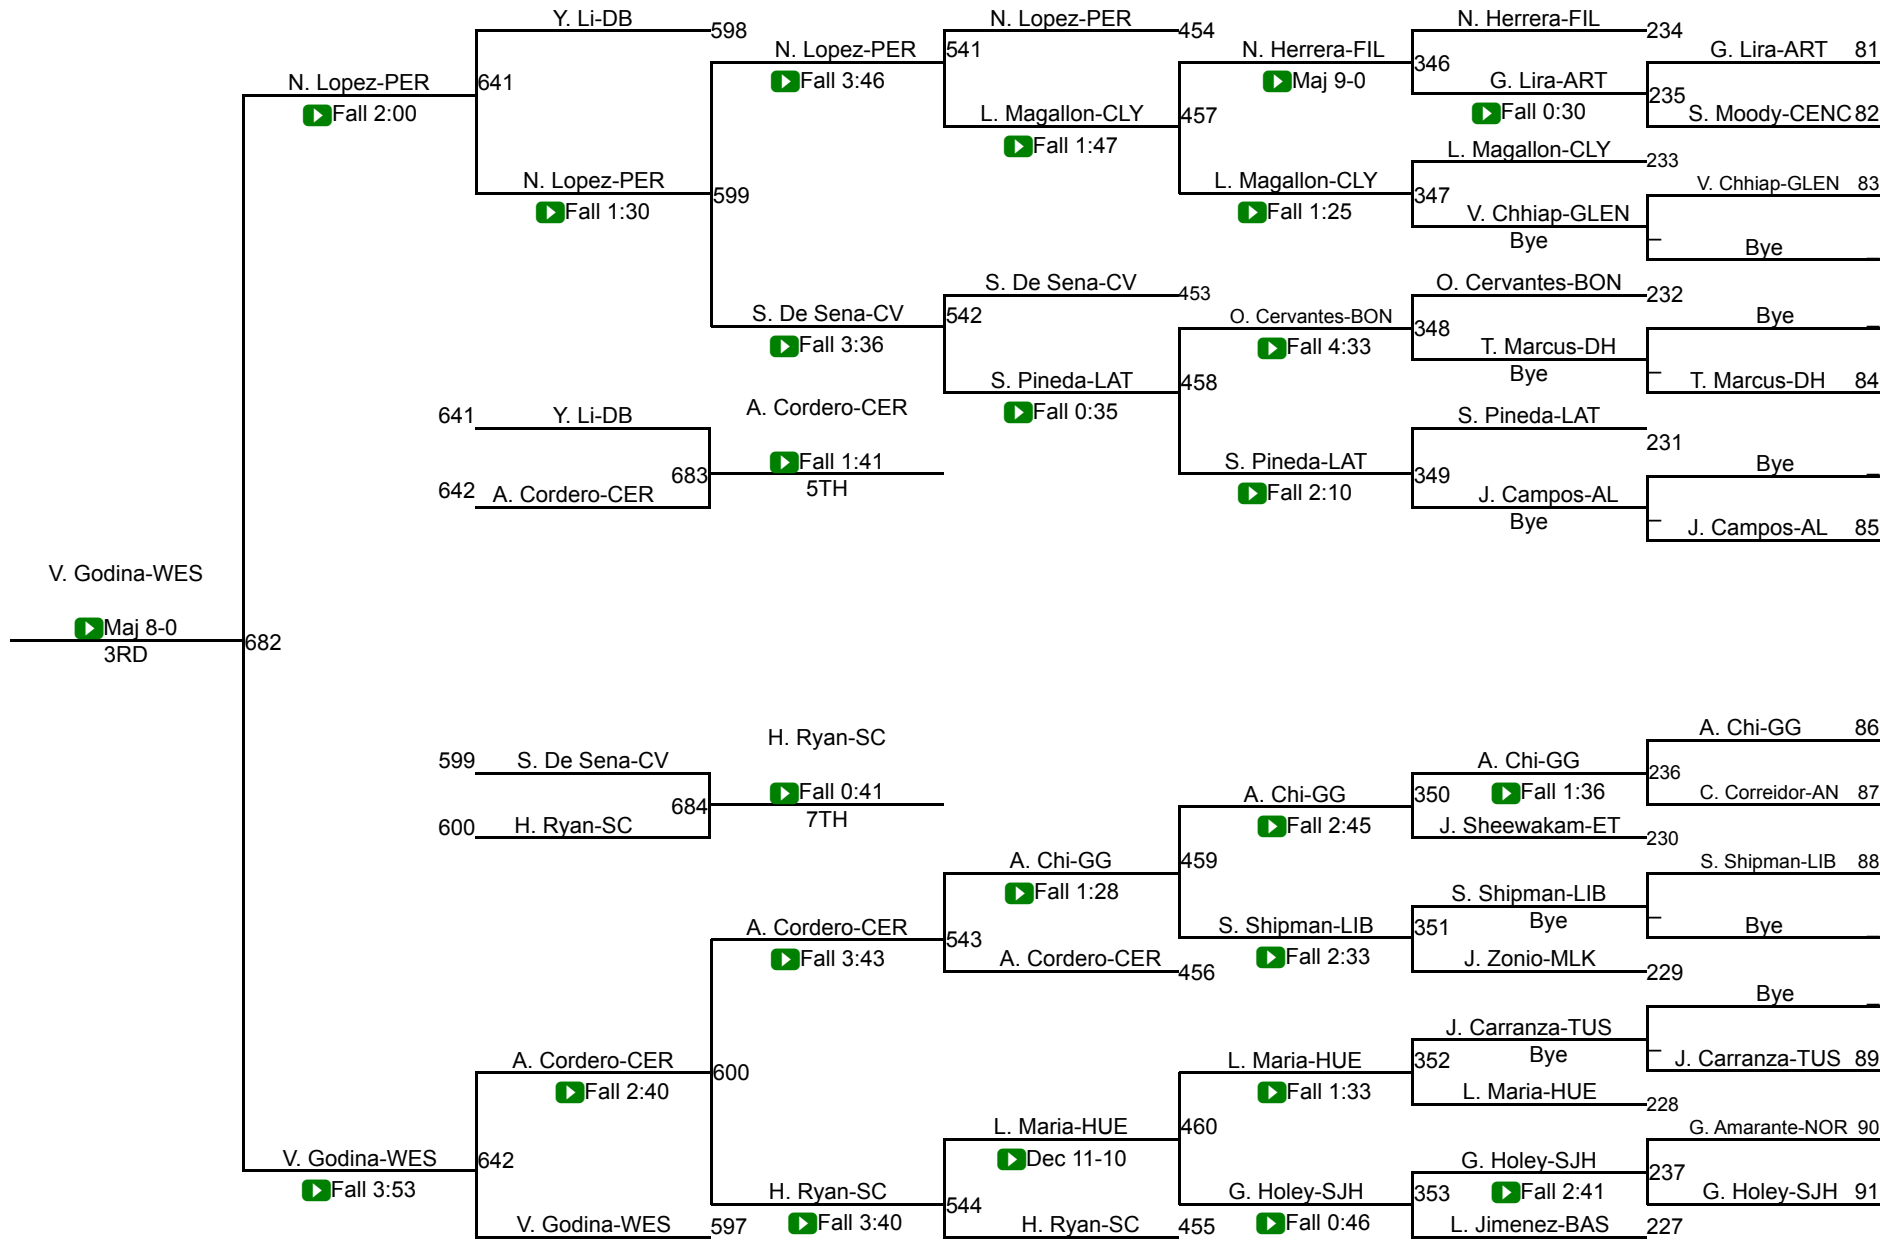 Y. Li-DB
598
N. Lopez-PER
454
N. Herrera-FIL
234
N. Lopez-PER
541
N. Herrera-FIL
346
G. Lira-ART 81
N. Lopez-PER
641
Fall 3:46
Maj 9-0
G. Lira-ART
235
Fall 2:00
L. Magallon-CLY
457
Fall 0:30
S. Moody-CENC 82
Fall 1:47
L. Magallon-CLY
233
N. Lopez-PER
599
L. Magallon-CLY
347
V. Chhiap-GLEN 83
Fall 1:30
Fall 1:25
V. Chhiap-GLEN
Bye
_
Bye _
S. De Sena-CV
453
O. Cervantes-BON
232
S. De Sena-CV
542
O. Cervantes-BON
348
Bye _
Fall 3:36
Fall 4:33
T. Marcus-DH
Bye
_
S. Pineda-LAT
458
T. Marcus-DH 84
641
Y. Li-DB
A. Cordero-CER
Fall 0:35
S. Pineda-LAT
231
683
Fall 1:41
5TH
S. Pineda-LAT
349
Bye _
642
A. Cordero-CER
Fall 2:10
J. Campos-AL
Bye
_
J. Campos-AL 85
V. Godina-WES
Maj 8-0
3RD
682
H. Ryan-SC
A. Chi-GG 86
599
S. De Sena-CV
A. Chi-GG
236
684
Fall 0:41
7TH
A. Chi-GG
350
Fall 1:36
C. Correidor-AN 87
600
H. Ryan-SC
Fall 2:45
J. Sheewakam-ET
230
A. Chi-GG
459
S. Shipman-LIB 88
Fall 1:28
S. Shipman-LIB
Bye
_
A. Cordero-CER
543
S. Shipman-LIB
351
Bye _
Fall 3:43
A. Cordero-CER
456
Fall 2:33
J. Zonio-MLK
229
Bye _
J. Carranza-TUS
Bye
_
A. Cordero-CER
600
L. Maria-HUE
352
J. Carranza-TUS 89
Fall 2:40
Fall 1:33
L. Maria-HUE
228
L. Maria-HUE
460
G. Amarante-NOR 90
V. Godina-WES
642
Dec 11-10
G. Holey-SJH
237
Fall 3:53
H. Ryan-SC
544
G. Holey-SJH
353
Fall 2:41
G. Holey-SJH 91
V. Godina-WES
597
Fall 3:40
H. Ryan-SC
455
Fall 0:46
L. Jimenez-BAS
227